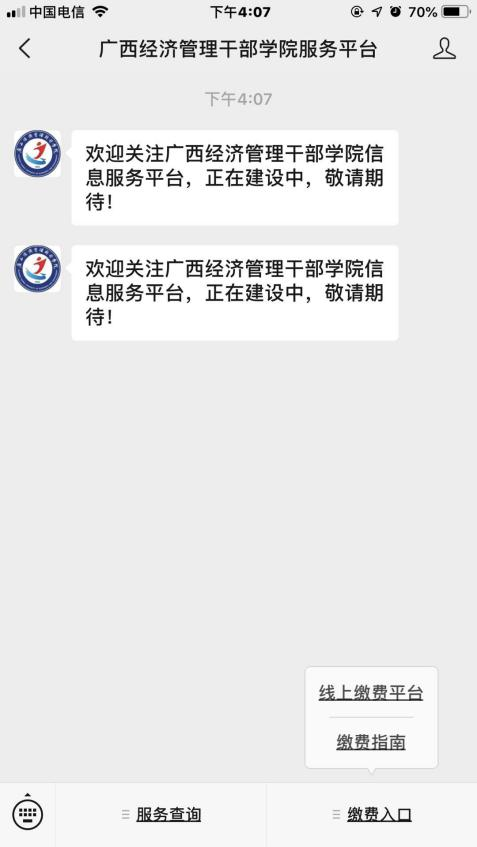 中国电信 下午4:07 70%
广西经济管理干部学院服务平台
下午4:07
欢迎关注广西经济管理干部学院信
息服务平台，正在建设中，敬请期
待！
欢迎关注广西经济管理干部学院信
息服务平台，正在建设中，敬请期
待！
线上缴费平台
缴费指南
服务查询 缴费入口